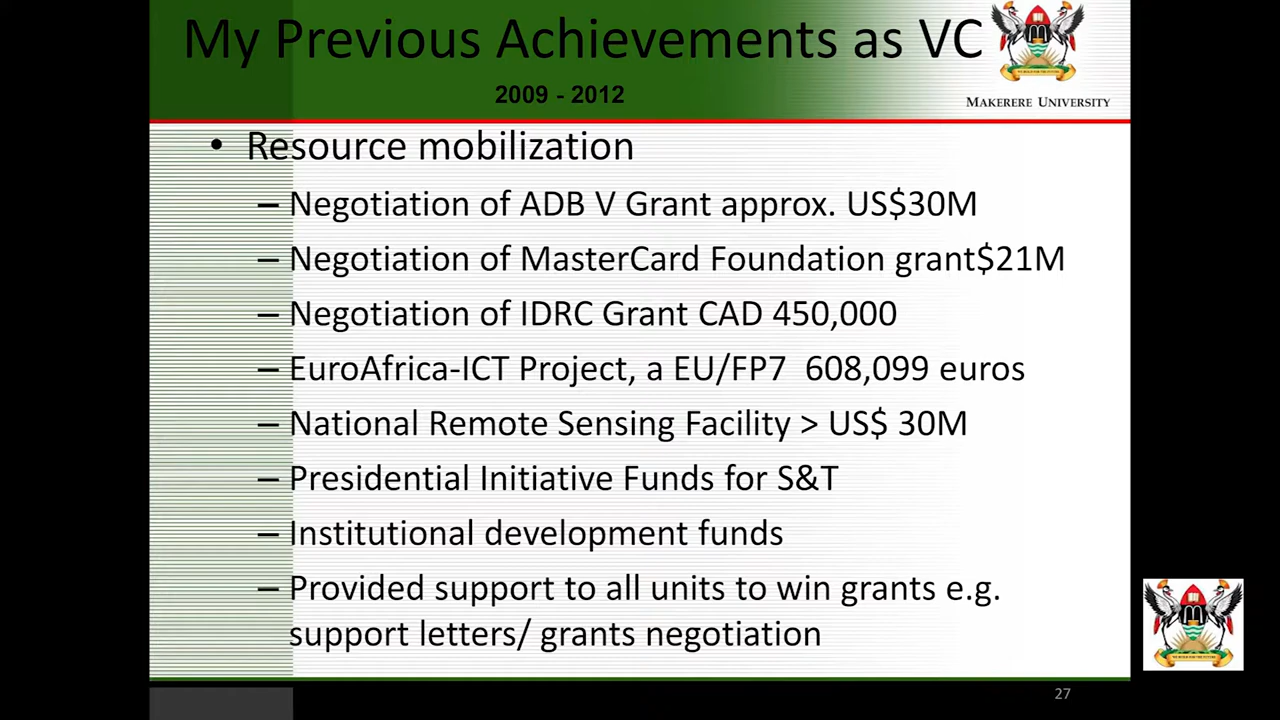 My Previous Achievements as VC
2009 - 2012
MAKERERE UNIVERSITY
• Resource mobilization
– Negotiation of ADB V Grant approx. US$30M
– Negotiation of MasterCard Foundation grant$21M
– Negotiation of IDRC Grant CAD 450,000
– EuroAfrica-ICT Project, a EU/FP7 608,099 euros
– National Remote Sensing Facility > US$ 30M
– Presidential Initiative Funds for S&T
– Institutional development funds
– Provided support to all units to win grants e.g.
support letters/ grants negotiation
27